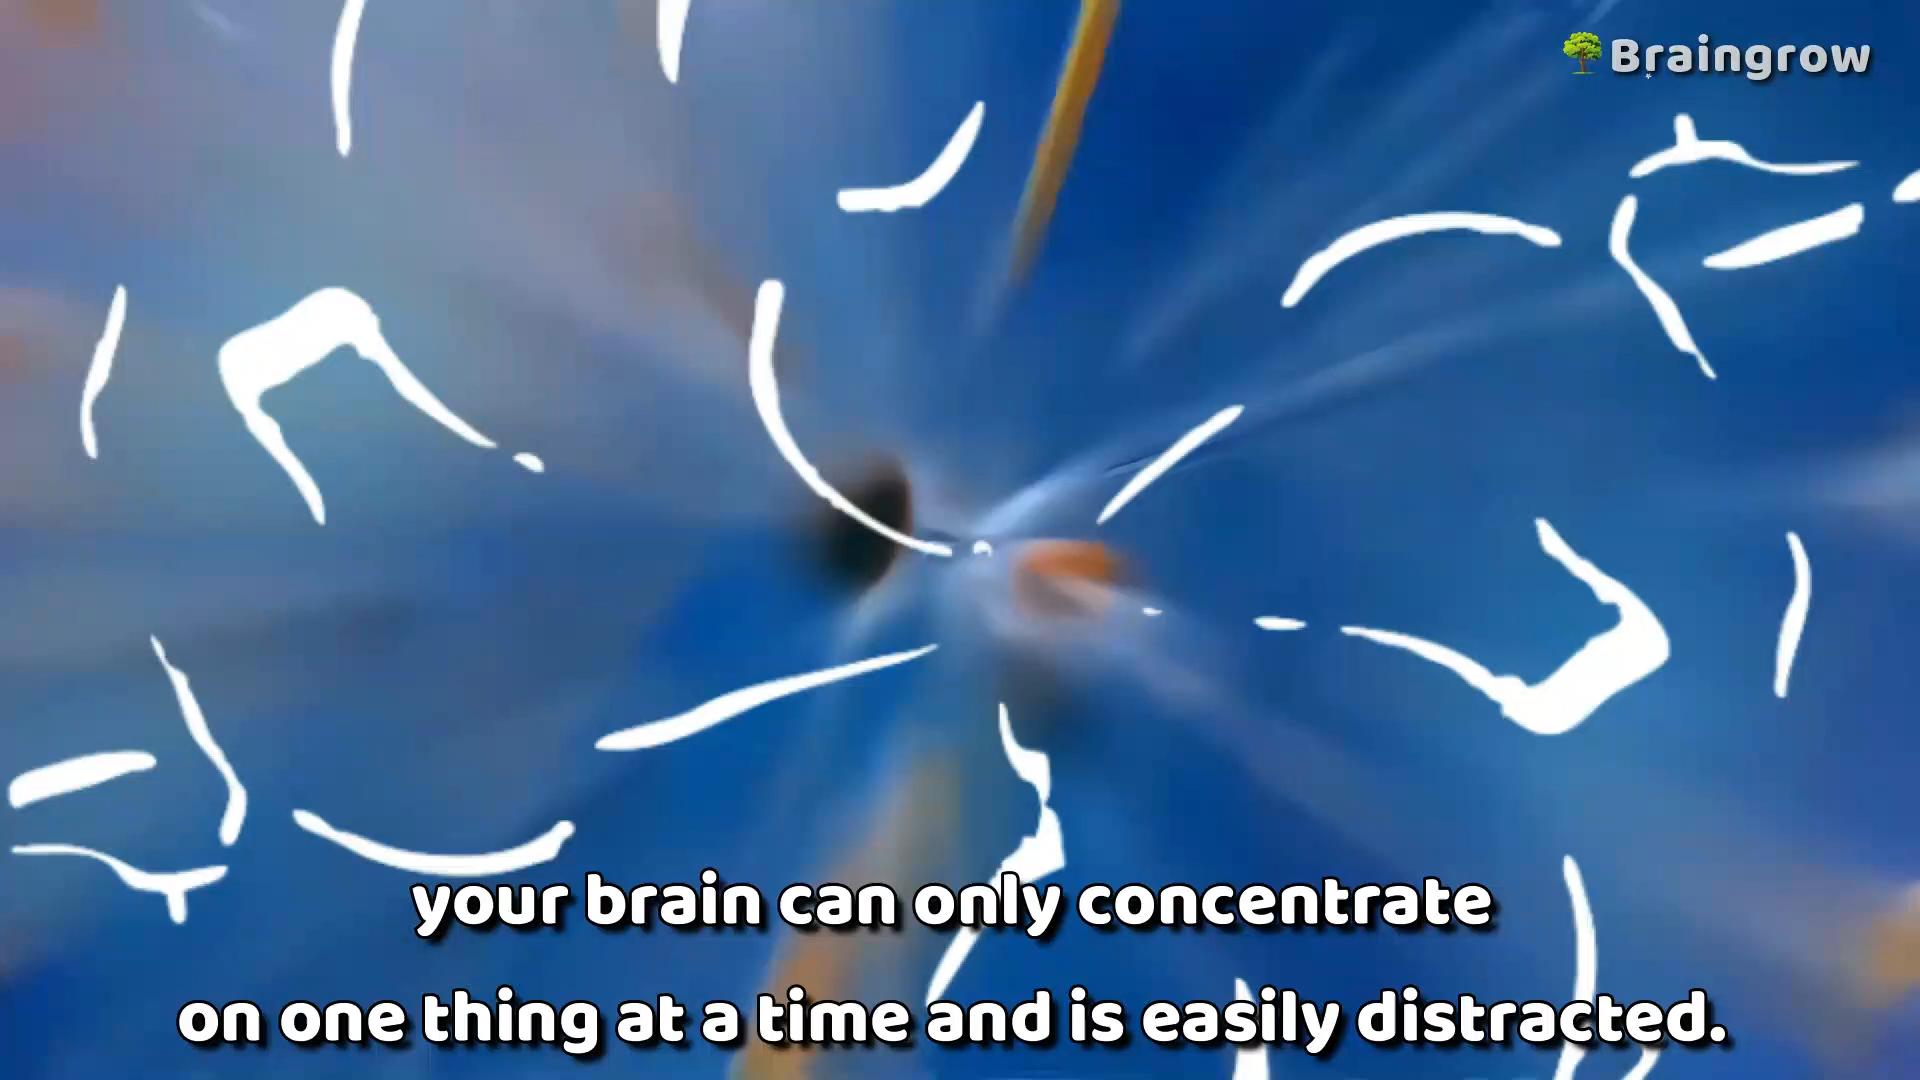 Braingrow
your brain can only concentrate
on one thing at a time and is easily distracted.